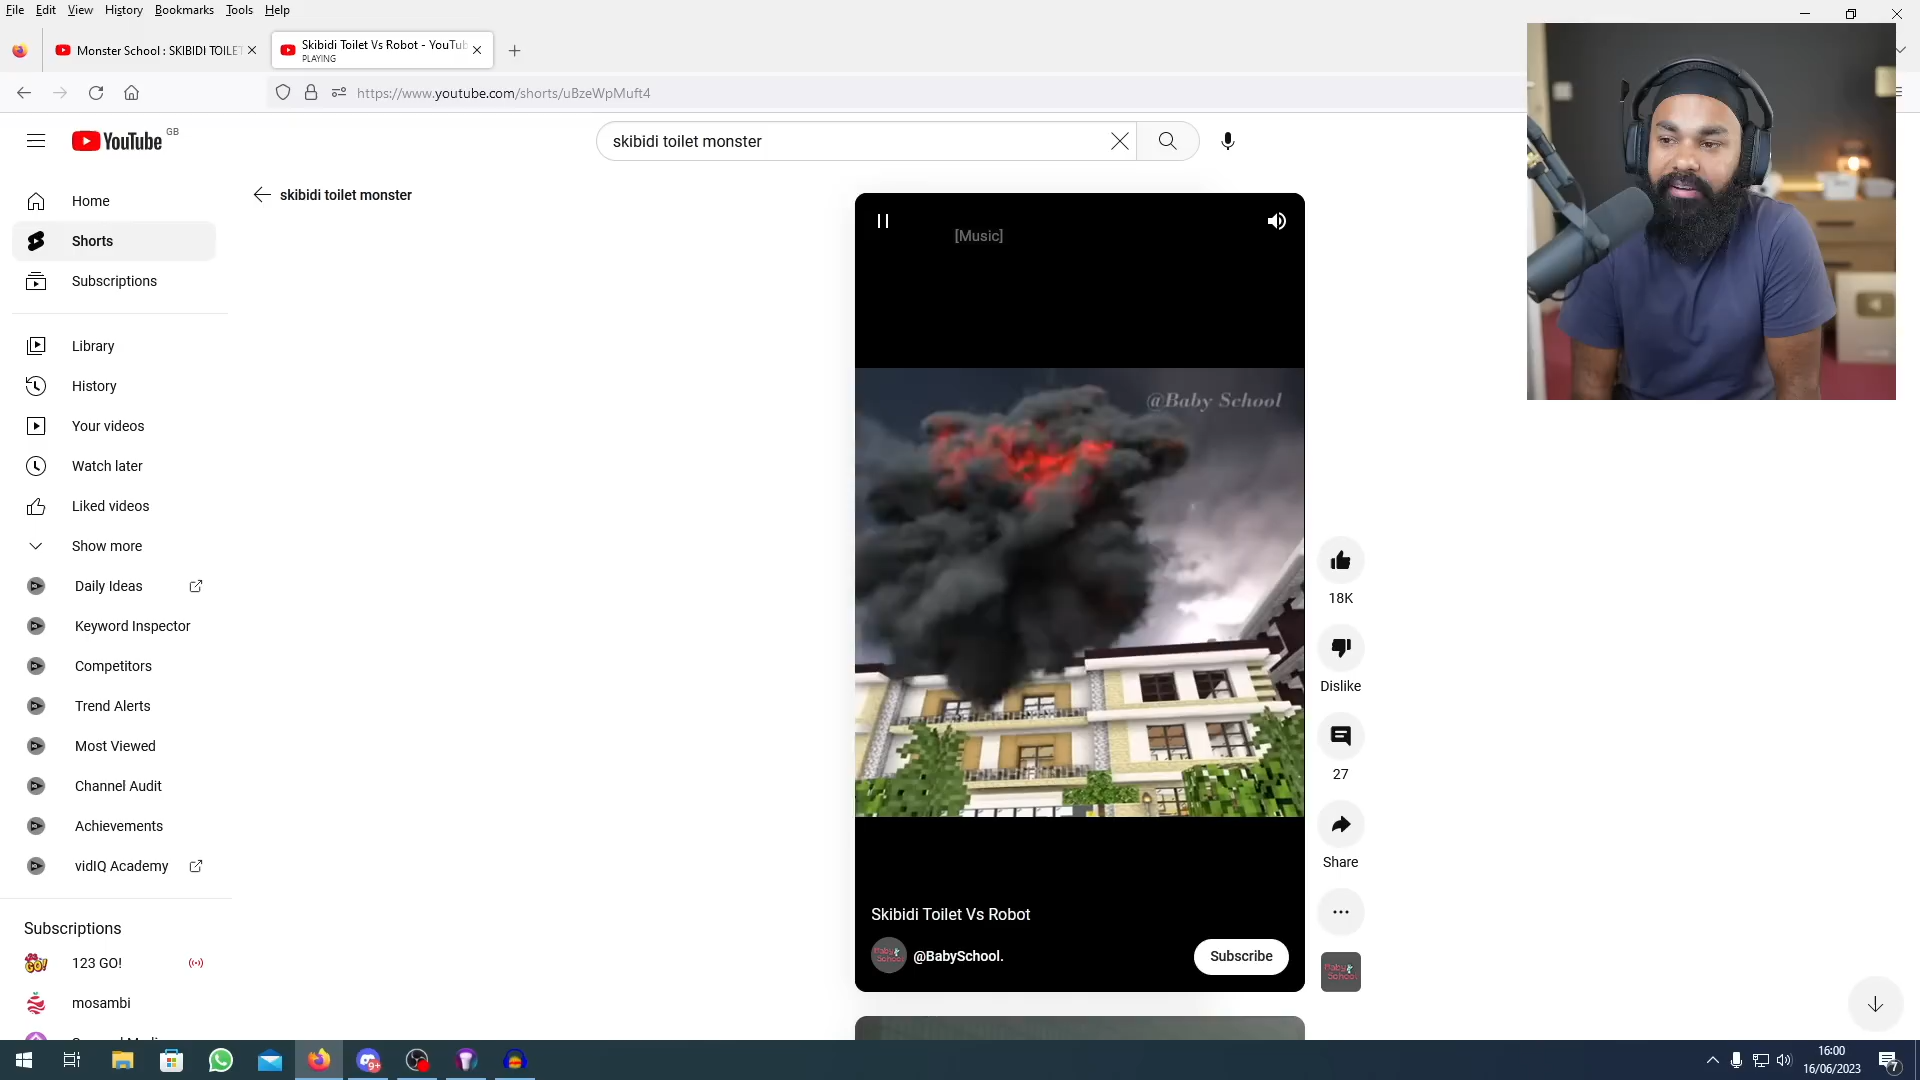 File Edit View History Bookmarks Tools Help
Monster School : SKIBIDI TOILET
Skibidi Toilet Vs Robot - YouTub
PLAYING
https://www.youtube.com/shorts/uBzeWpMuft4
YouTube GB
skibidi toilet monster
skibidi toilet monster
Home
Shorts
Subscriptions
Library
History
Your videos
Watch later
Liked videos
Show more
Daily Ideas
Keyword Inspector
Competitors
Trend Alerts
Most Viewed
Channel Audit
Achievements
vidIQ Academy
Subscriptions
123 GO!
mosambi
[Music]
@Baby School
18K
Dislike
27
Share
Skibidi Toilet Vs Robot
@BabySchool.
Subscribe
Baby School
16:00
16/06/2023
9+
7